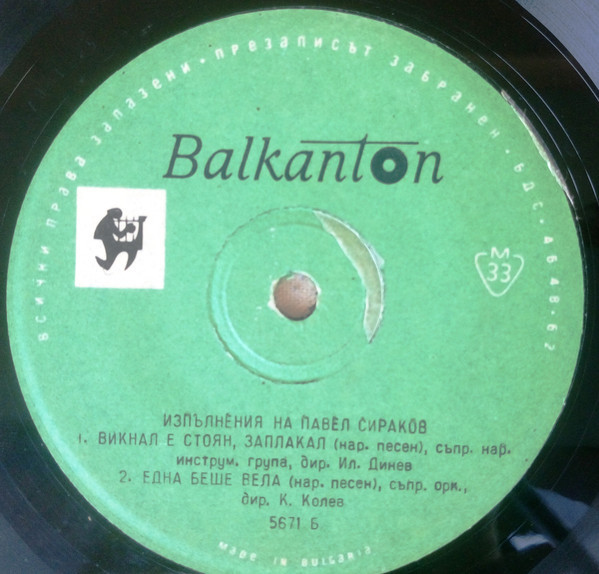 ВСИЧКИ ПРАВА ЗАПАЗЕНИ · ПРЕЗАПИСЪТ ЗАБРАНЕН · БДС · 4648-62
Balkanton
М
33
ИЗПЪЛНЕНИЯ НА ПАВЕЛ СИРАКОВ
1. ВИКНАЛ Е СТОЯН, ЗАПЛАКАЛ (нар. песен), съпр. нар.
инструм. група, дир. Ил. Динев
2. ЕДНА БЕШЕ ВЕЛА (нар. песен), съпр. орк.,
дир. К. Колев
5671 Б
MADE IN BULGARIA